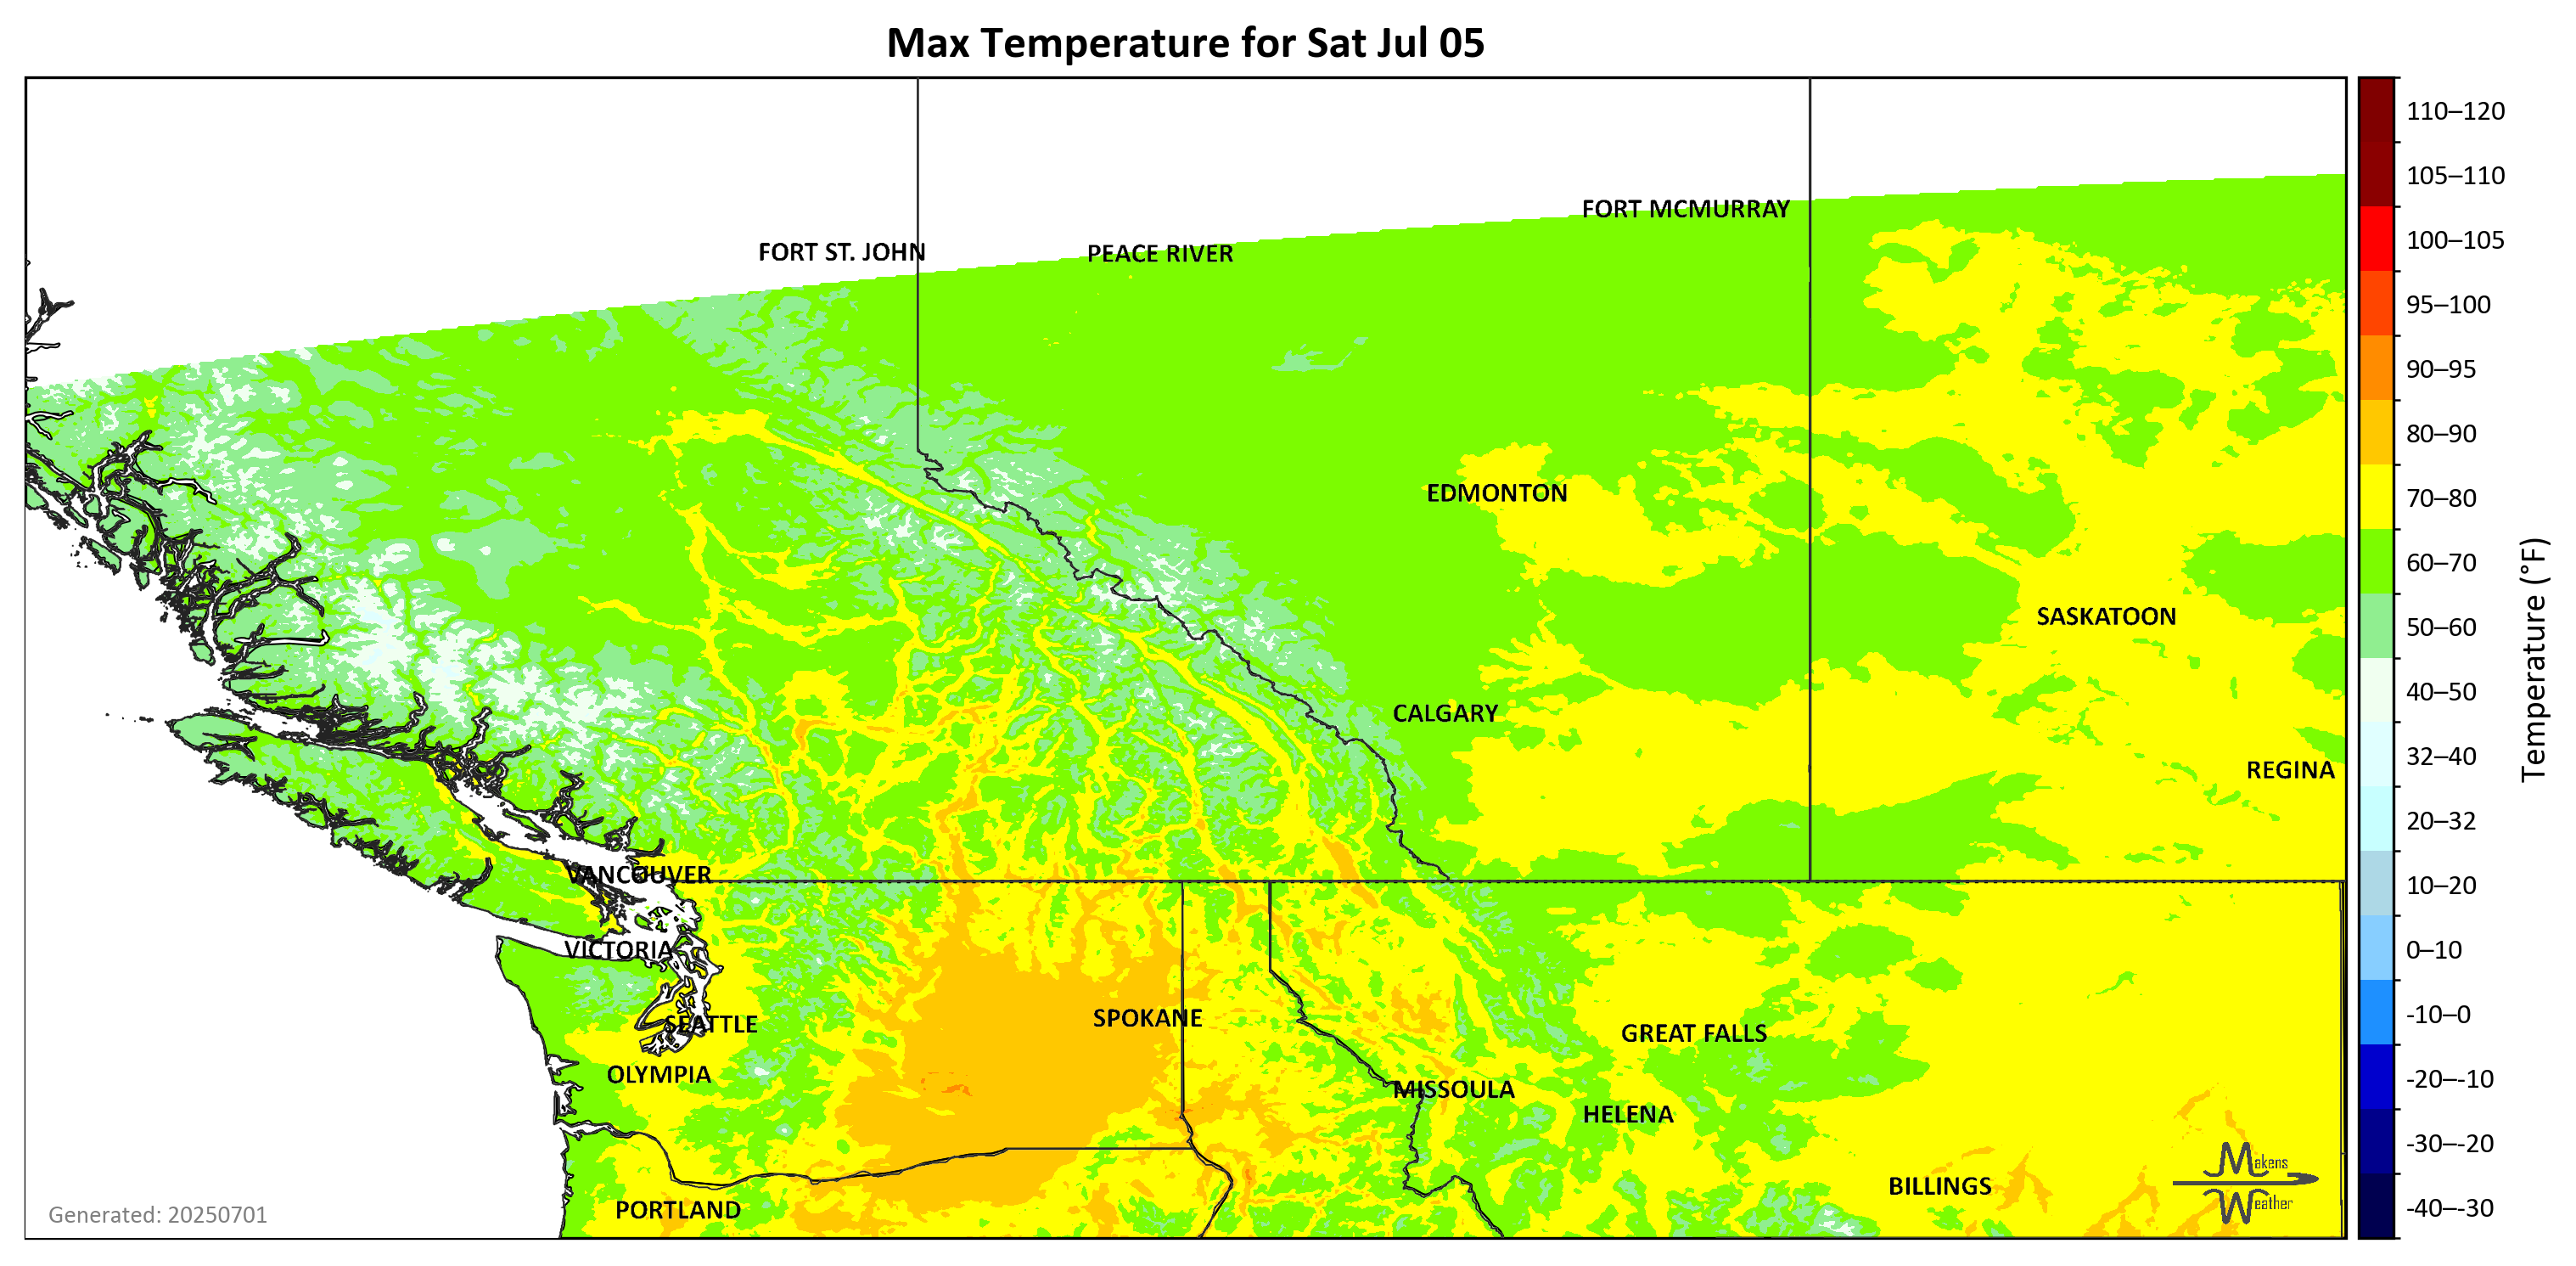 Max Temperature for Sat Jul 05
FORT MCMURRAY
FORT ST. JOHN
PEACE RIVER
EDMONTON
SASKATOON
CALGARY
REGINA
VANCOUVER
VICTORIA
SEATTLE
SPOKANE
GREAT FALLS
OLYMPIA
MISSOULA
HELENA
BILLINGS
PORTLAND
Makens
Weather
Generated: 20250701
110–120
105–110
100–105
95–100
90–95
80–90
70–80
60–70
50–60
40–50
32–40
20–32
10–20
0–10
-10–0
-20–-10
-30–-20
-40–-30
Temperature (°F)